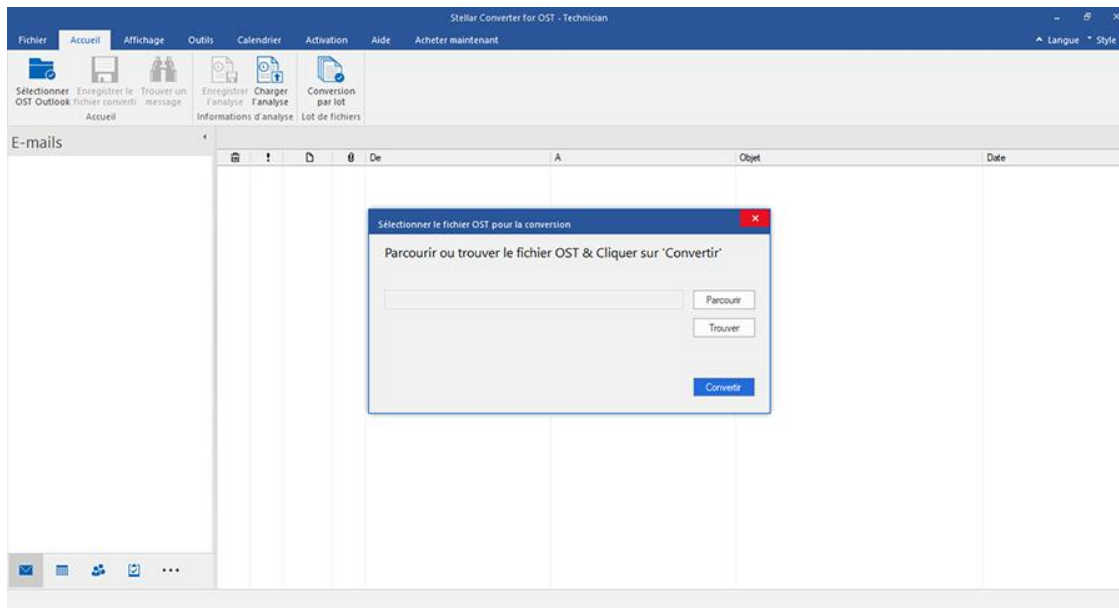 Stellar Converter for OST - Technician
Fichier Accueil Affichage Outils Calendrier Activation Aide Acheter maintenant Langue Style
Sélectionner Enregistrer le Trouver un Enregistrer Charger Conversion
OST Outlook fichier converti message l'analyse l'analyse par lot
Accueil Informations d'analyse Lot de fichiers
E-mails
De A Objet Date
Sélectionner le fichier OST pour la conversion
Parcourir ou trouver le fichier OST & Cliquer sur 'Convertir'
Parcourir
Trouver
Convertir